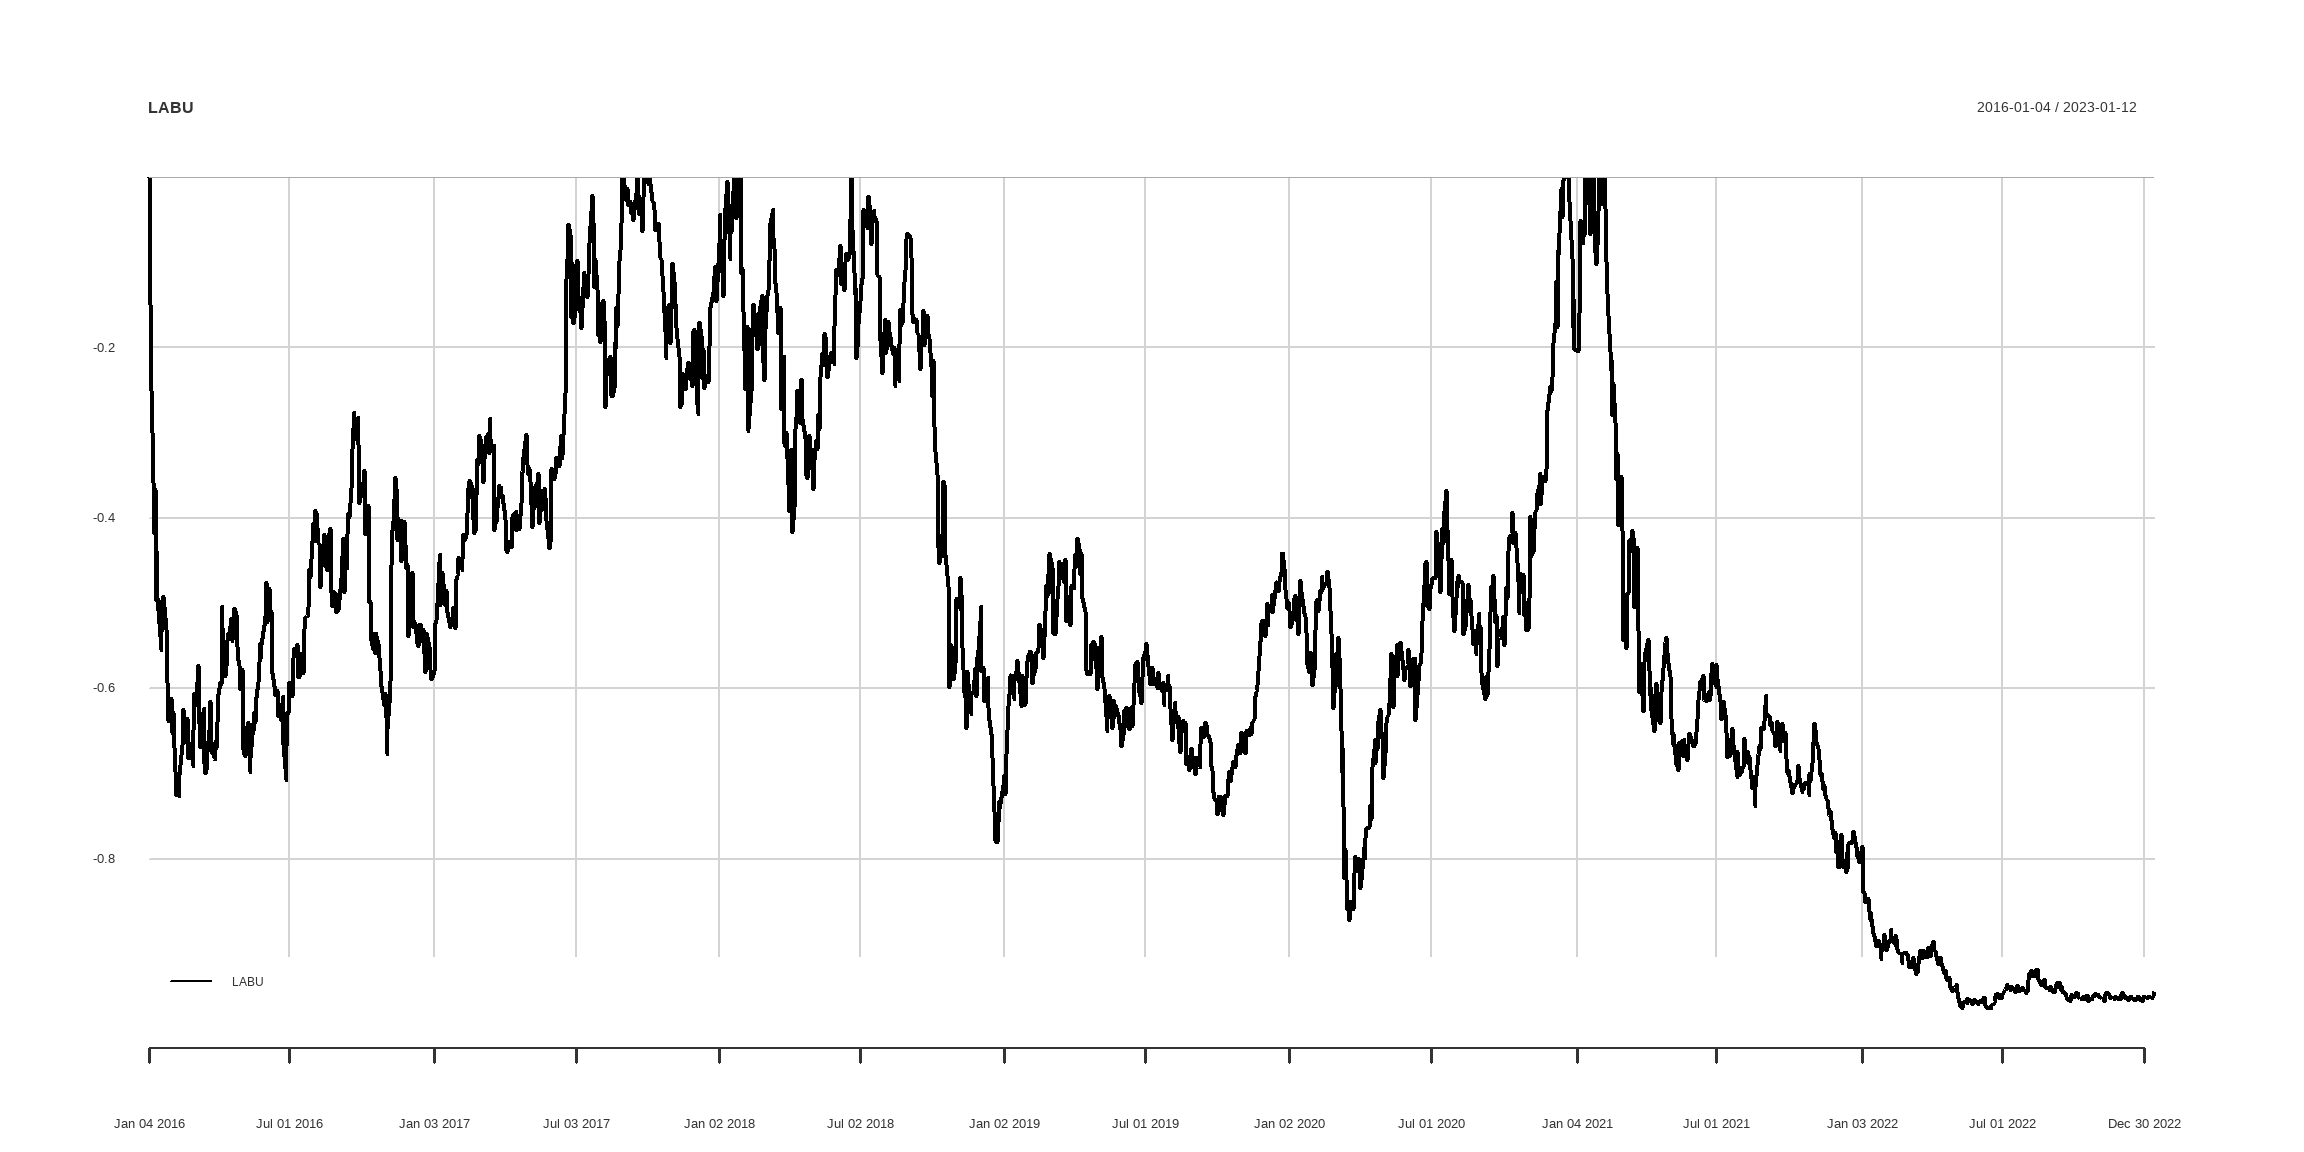 LABU
2016-01-04 / 2023-01-12
-0.2
-0.4
-0.6
-0.8
LABU
Jan 04 2016
Jul 01 2016
Jan 03 2017
Jul 03 2017
Jan 02 2018
Jul 02 2018
Jan 02 2019
Jul 01 2019
Jan 02 2020
Jul 01 2020
Jan 04 2021
Jul 01 2021
Jan 03 2022
Jul 01 2022
Dec 30 2022